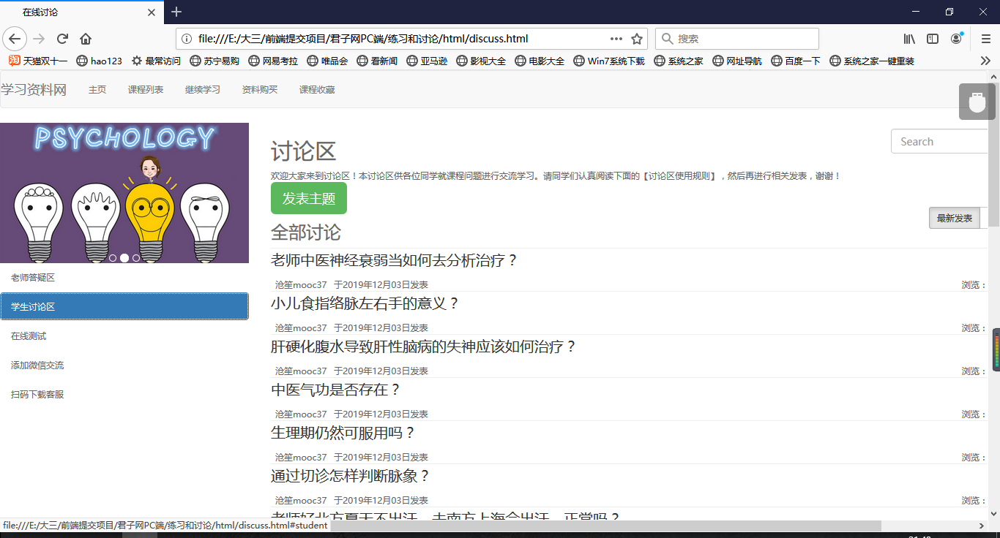 在线讨论
file:///E:/大三/前端提交项目/君子网PC端/练习和讨论/html/discuss.html
搜索
淘 天猫双十一 hao123 最常访问 苏宁易购 网易考拉 唯品会 看新闻 亚马逊 影视大全 电影大全 Win7系统下载 系统之家 网址导航 百度一下 系统之家一键重装
学习资料网 主页 课程列表 继续学习 资料购买 课程收藏
PSYCHOLOGY
老师答疑区
学生讨论区
在线测试
添加微信交流
扫码下载客服
讨论区
Search
欢迎大家来到讨论区！本讨论区供各位同学就课程问题进行交流学习。请同学们认真阅读下面的【讨论区使用规则】，然后再进行相关发表，谢谢！
发表主题
最新发表
全部讨论
老师中医神经衰弱当如何去分析治疗？
沧笙mooc37 于2019年12月03日发表 浏览：
小儿食指络脉左右手的意义？
沧笙mooc37 于2019年12月03日发表 浏览：
肝硬化腹水导致肝性脑病的失神应该如何治疗？
沧笙mooc37 于2019年12月03日发表 浏览：
中医气功是否存在？
沧笙mooc37 于2019年12月03日发表 浏览：
生理期仍然可服用吗？
沧笙mooc37 于2019年12月03日发表 浏览：
通过切诊怎样判断脉象？
沧笙mooc37 于2019年12月03日发表 浏览：
老师好北方夏天不出汗，去南方上海会出汗，正常吗？
file:///E:/大三/前端提交项目/君子网PC端/练习和讨论/html/discuss.html#student